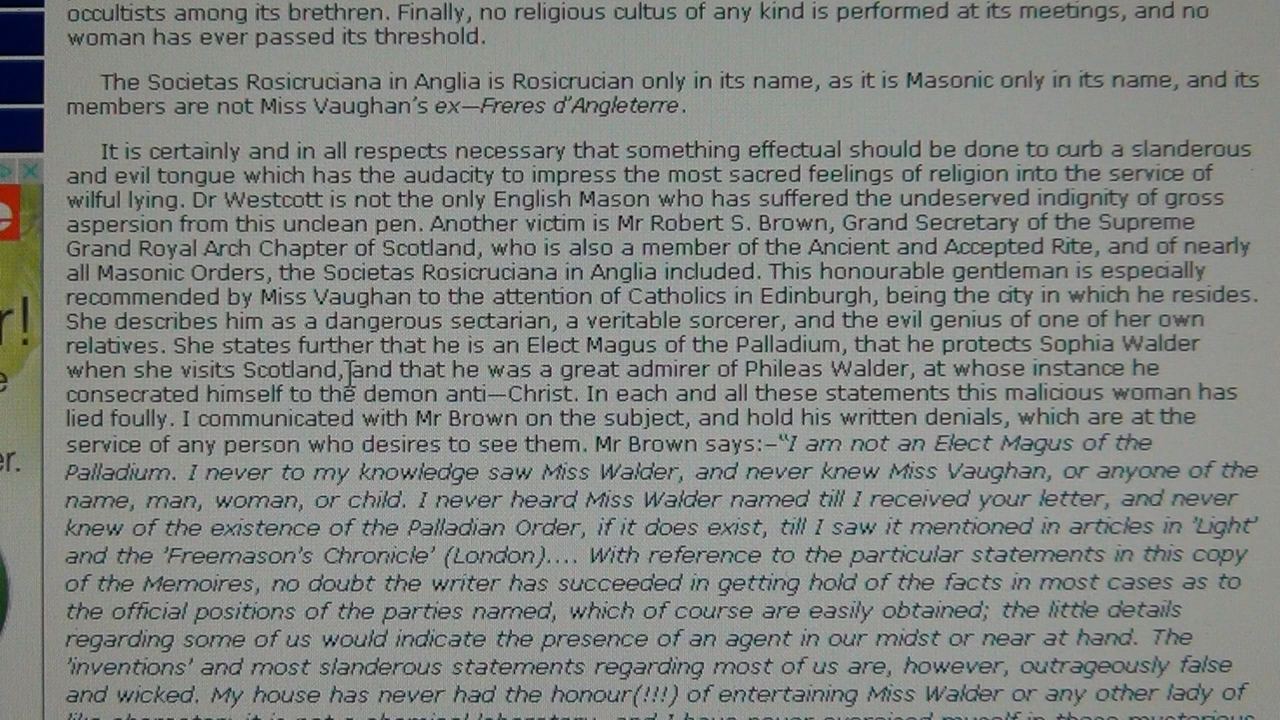 occultists among its brethren. Finally, no religious cultus of any kind is performed at its meetings, and no
woman has ever passed its threshold.
The Societas Rosicruciana in Anglia is Rosicrucian only in its name, as it is Masonic only in its name, and its
members are not Miss Vaughan's ex—Freres d'Angleterre.
It is certainly and in all respects necessary that something effectual should be done to curb a slanderous
and evil tongue which has the audacity to impress the most sacred feelings of religion into the service of
wilful lying. Dr Westcott is not the only English Mason who has suffered the undeserved indignity of gross
aspersion from this unclean pen. Another victim is Mr Robert S. Brown, Grand Secretary of the Supreme
Grand Royal Arch Chapter of Scotland, who is also a member of the Ancient and Accepted Rite, and of nearly
all Masonic Orders, the Societas Rosicruciana in Anglia included. This honourable gentleman is especially
recommended by Miss Vaughan to the attention of Catholics in Edinburgh, being the city in which he resides.
She describes him as a dangerous sectarian, a veritable sorcerer, and the evil genius of one of her own
relatives. She states further that he is an Elect Magus of the Palladium, that he protects Sophia Walder
when she visits Scotland, and that he was a great admirer of Phileas Walder, at whose instance he
consecrated himself to the demon anti—Christ. In each and all these statements this malicious woman has
lied foully. I communicated with Mr Brown on the subject, and hold his written denials, which are at the
service of any person who desires to see them. Mr Brown says:–"I am not an Elect Magus of the
Palladium. I never to my knowledge saw Miss Walder, and never knew Miss Vaughan, or anyone of the
name, man, woman, or child. I never heard Miss Walder named till I received your letter, and never
knew of the existence of the Palladian Order, if it does exist, till I saw it mentioned in articles in 'Light'
and the 'Freemason's Chronicle' (London).... With reference to the particular statements in this copy
of the Memoires, no doubt the writer has succeeded in getting hold of the facts in most cases as to
the official positions of the parties named, which of course are easily obtained; the little details
regarding some of us would indicate the presence of an agent in our midst or near at hand. The
'inventions' and most slanderous statements regarding most of us are, however, outrageously false
and wicked. My house has never had the honour(!!!) of entertaining Miss Walder or any other lady of
e
r!
e
er.